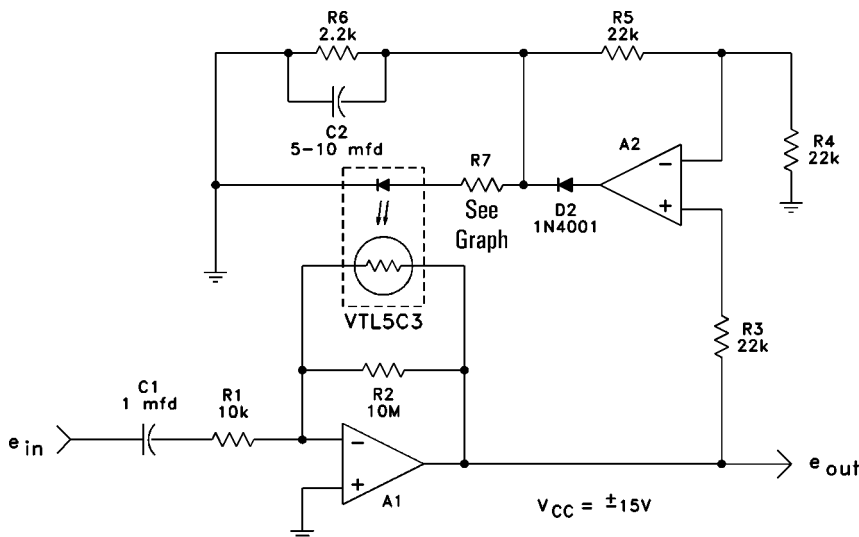 R6
2.2k
R5
22k
C2
5-10 mfd
R4
22k
A2
-
+
R7
See
Graph
D2
1N4001
VTL5C3
R3
22k
C1
1 mfd
R1
10k
R2
10M
e in
-
+
A1
e out
V CC = ±15V